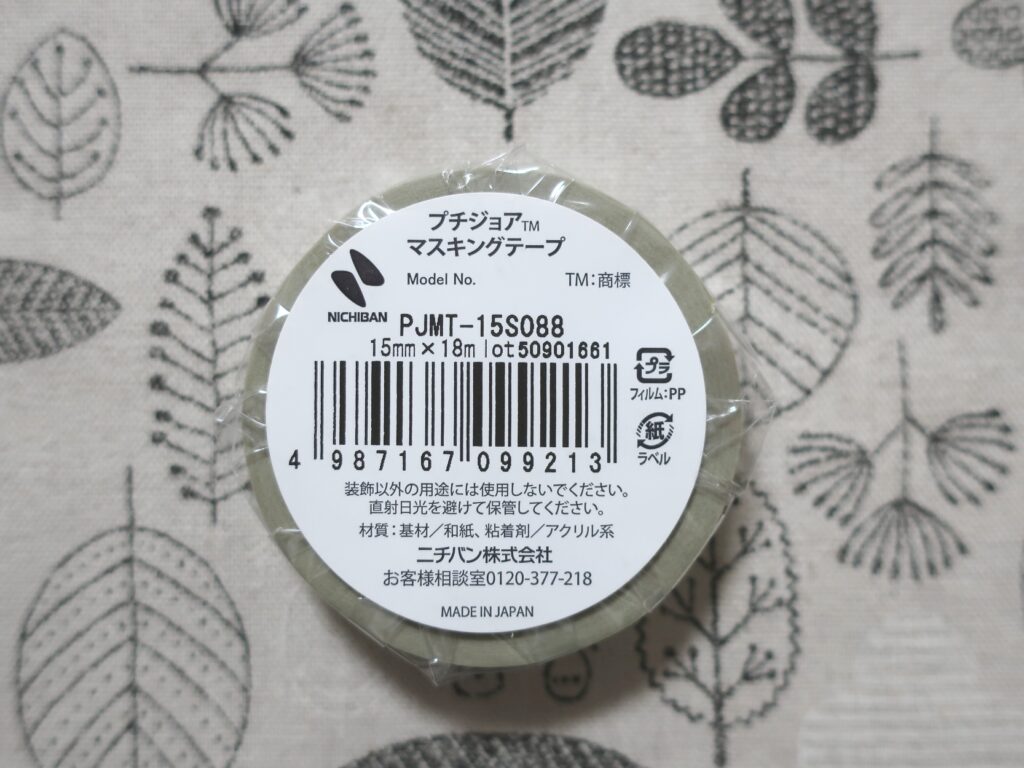 プチジョア™
マスキングテープ
Model No. TM:商標
NICHIBAN
PJMT-15S088
15mm×18m lot 50901661
プラ
フィルム:PP
紙
ラベル
4 987167 099213
装飾以外の用途には使用しないでください。
直射日光を避けて保管してください。
材質:基材/和紙、粘着剤/アクリル系
ニチバン株式会社
お客様相談室0120-377-218
MADE IN JAPAN